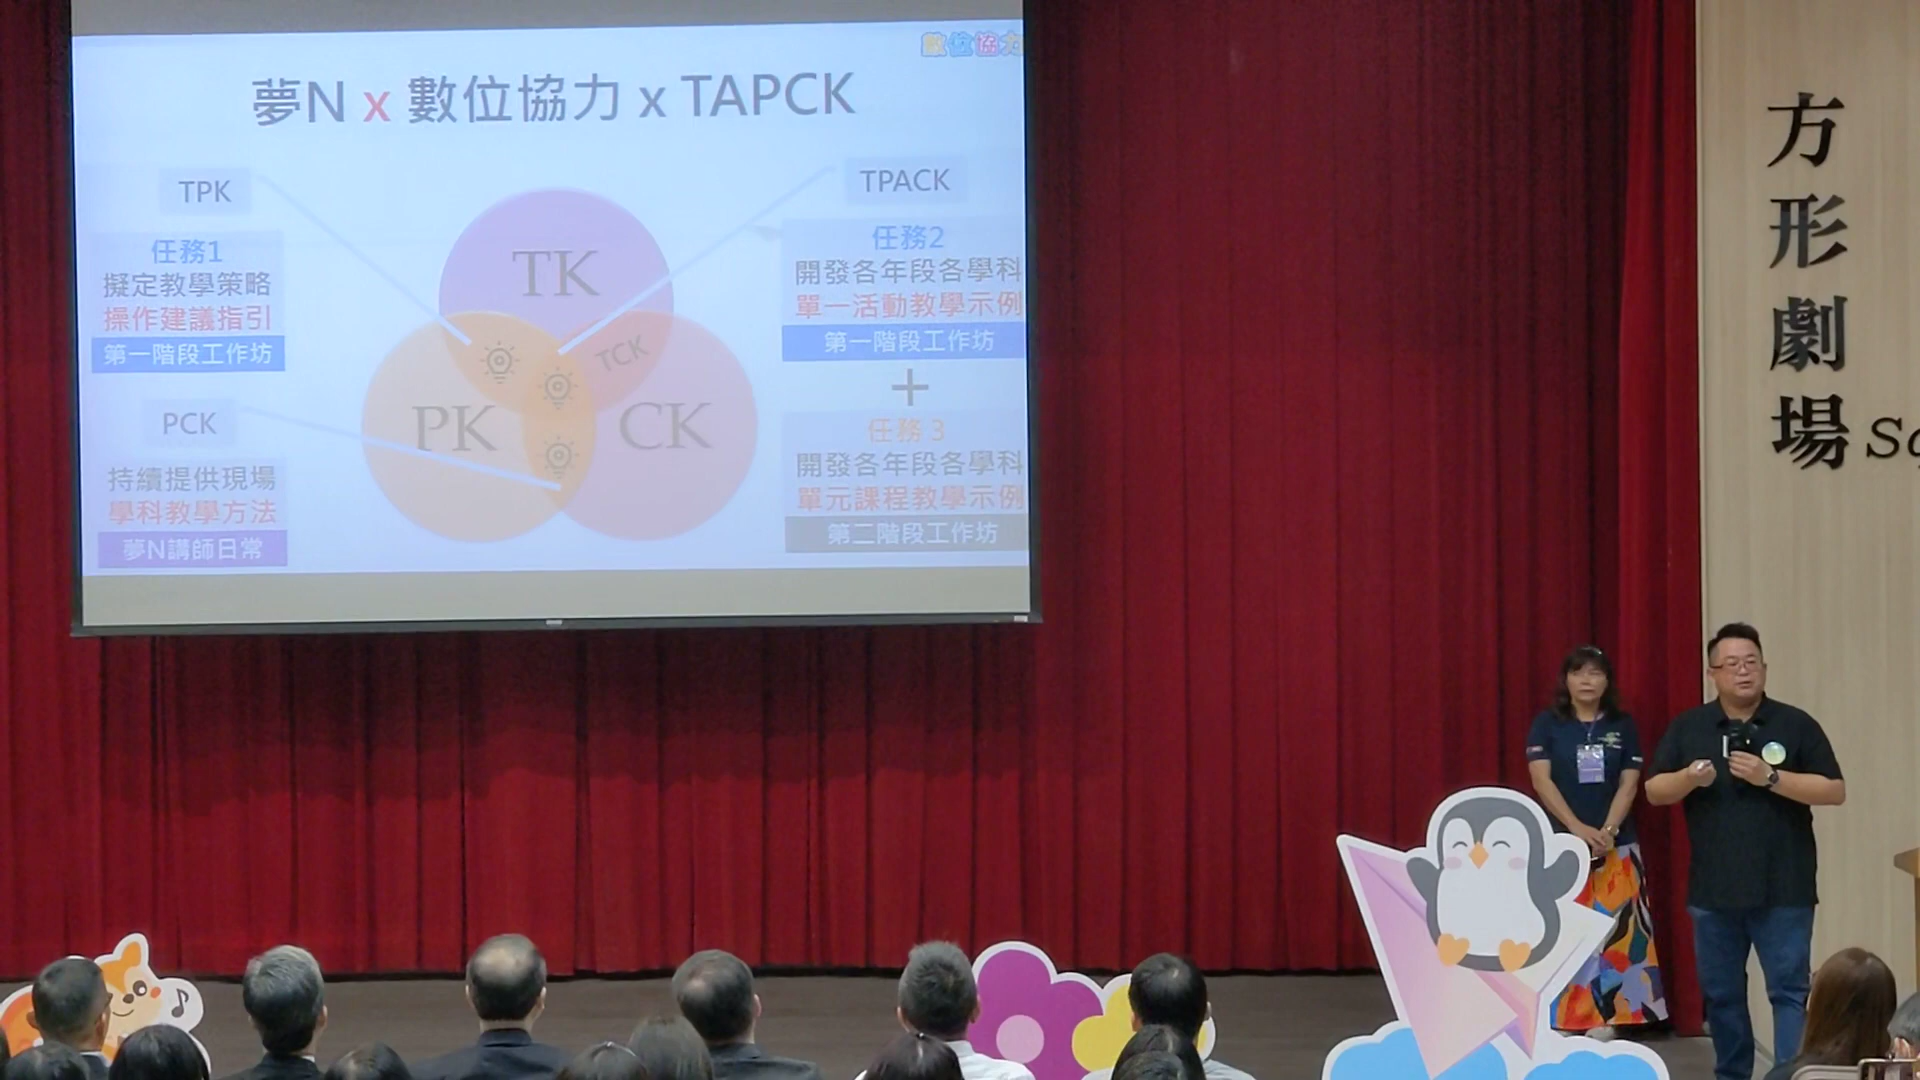 數位協力
夢N x 數位協力 x TAPCK
TPK
任務1
擬定教學策略
操作建議指引
第一階段工作坊
PCK
持續提供現場
學科教學方法
夢N講師日常
TK
TCK
PK
CK
TPACK
任務2
開發各年段各學科
單一活動教學示例
第一階段工作坊
+
任務3
開發各年段各學科
單元課程教學示例
第二階段工作坊
方形劇場